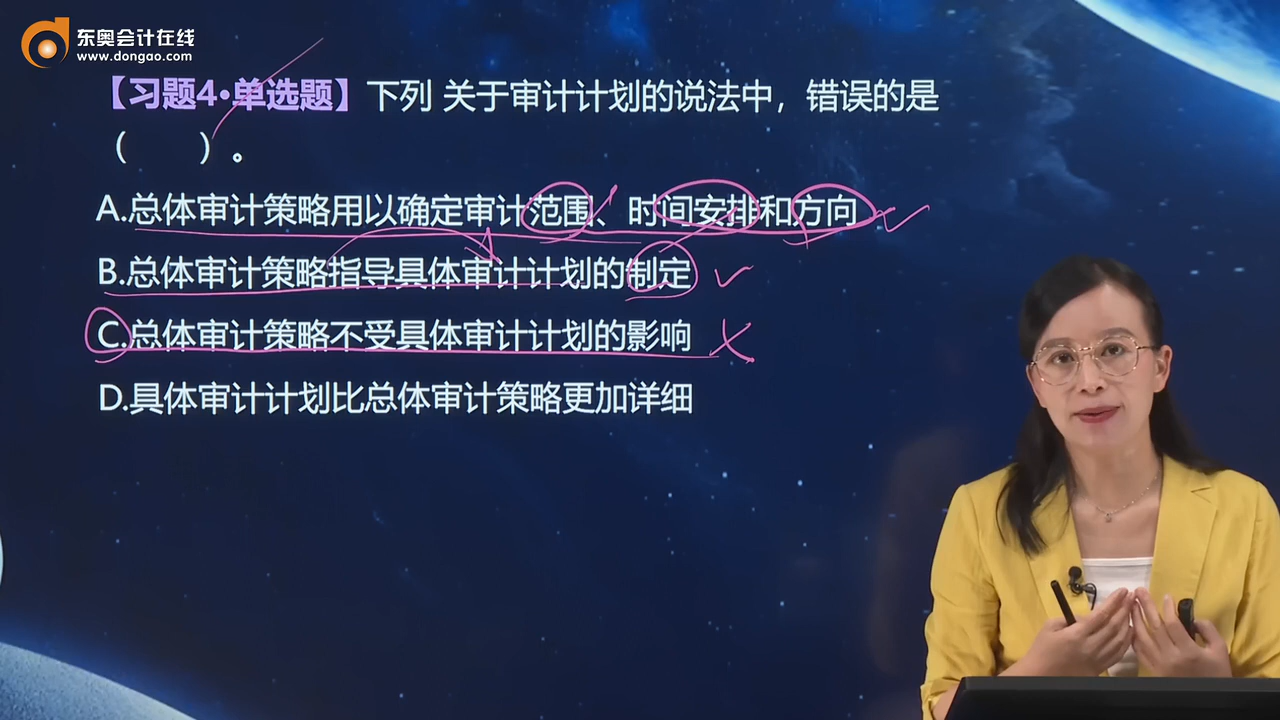 东奥会计在线
www.dongao.com
【习题4•单选题】下列 关于审计计划的说法中，错误的是
（  ）。
A.总体审计策略用以确定审计范围、时间安排和方向
B.总体审计策略指导具体审计计划的制定
C.总体审计策略不受具体审计计划的影响
D.具体审计计划比总体审计策略更加详细